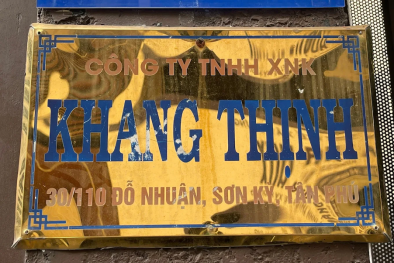 CÔNG TY TNHH XNK
KHANG THỊNH
30/110 ĐỖ NHUẬN, SƠN KỲ, TÂN PHÚ